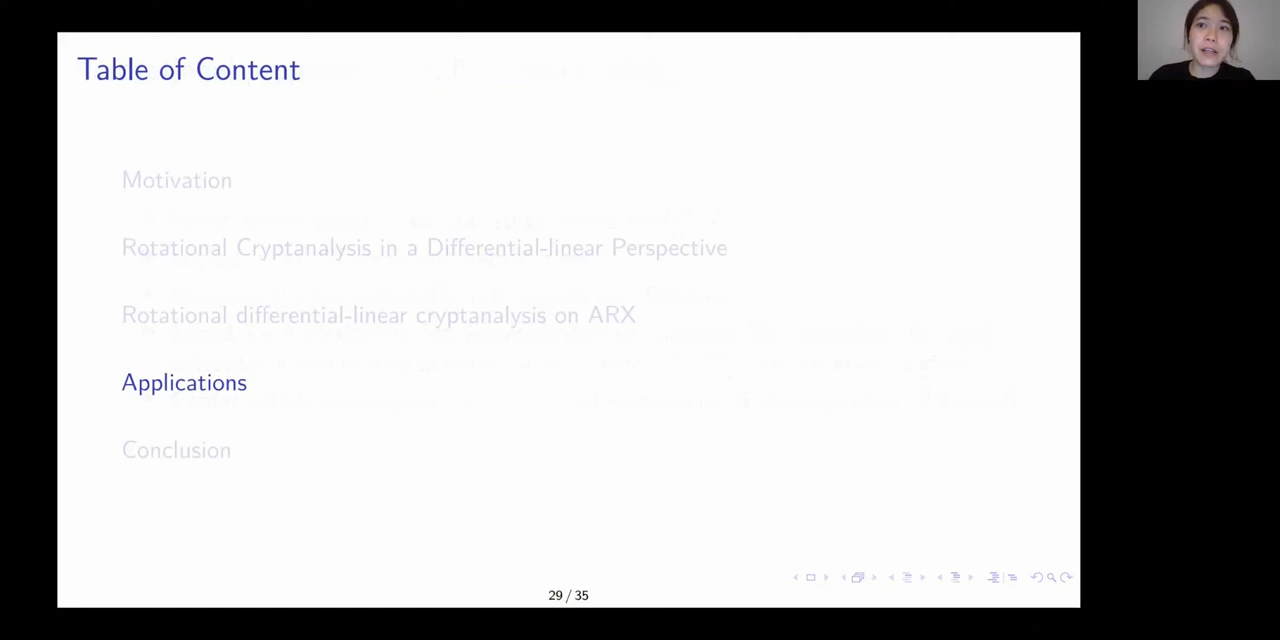 Table of Content
Motivation
Rotational Cryptanalysis in a Differential-linear Perspective
Rotational differential-linear cryptanalysis on ARX
Applications
Conclusion
29 / 35